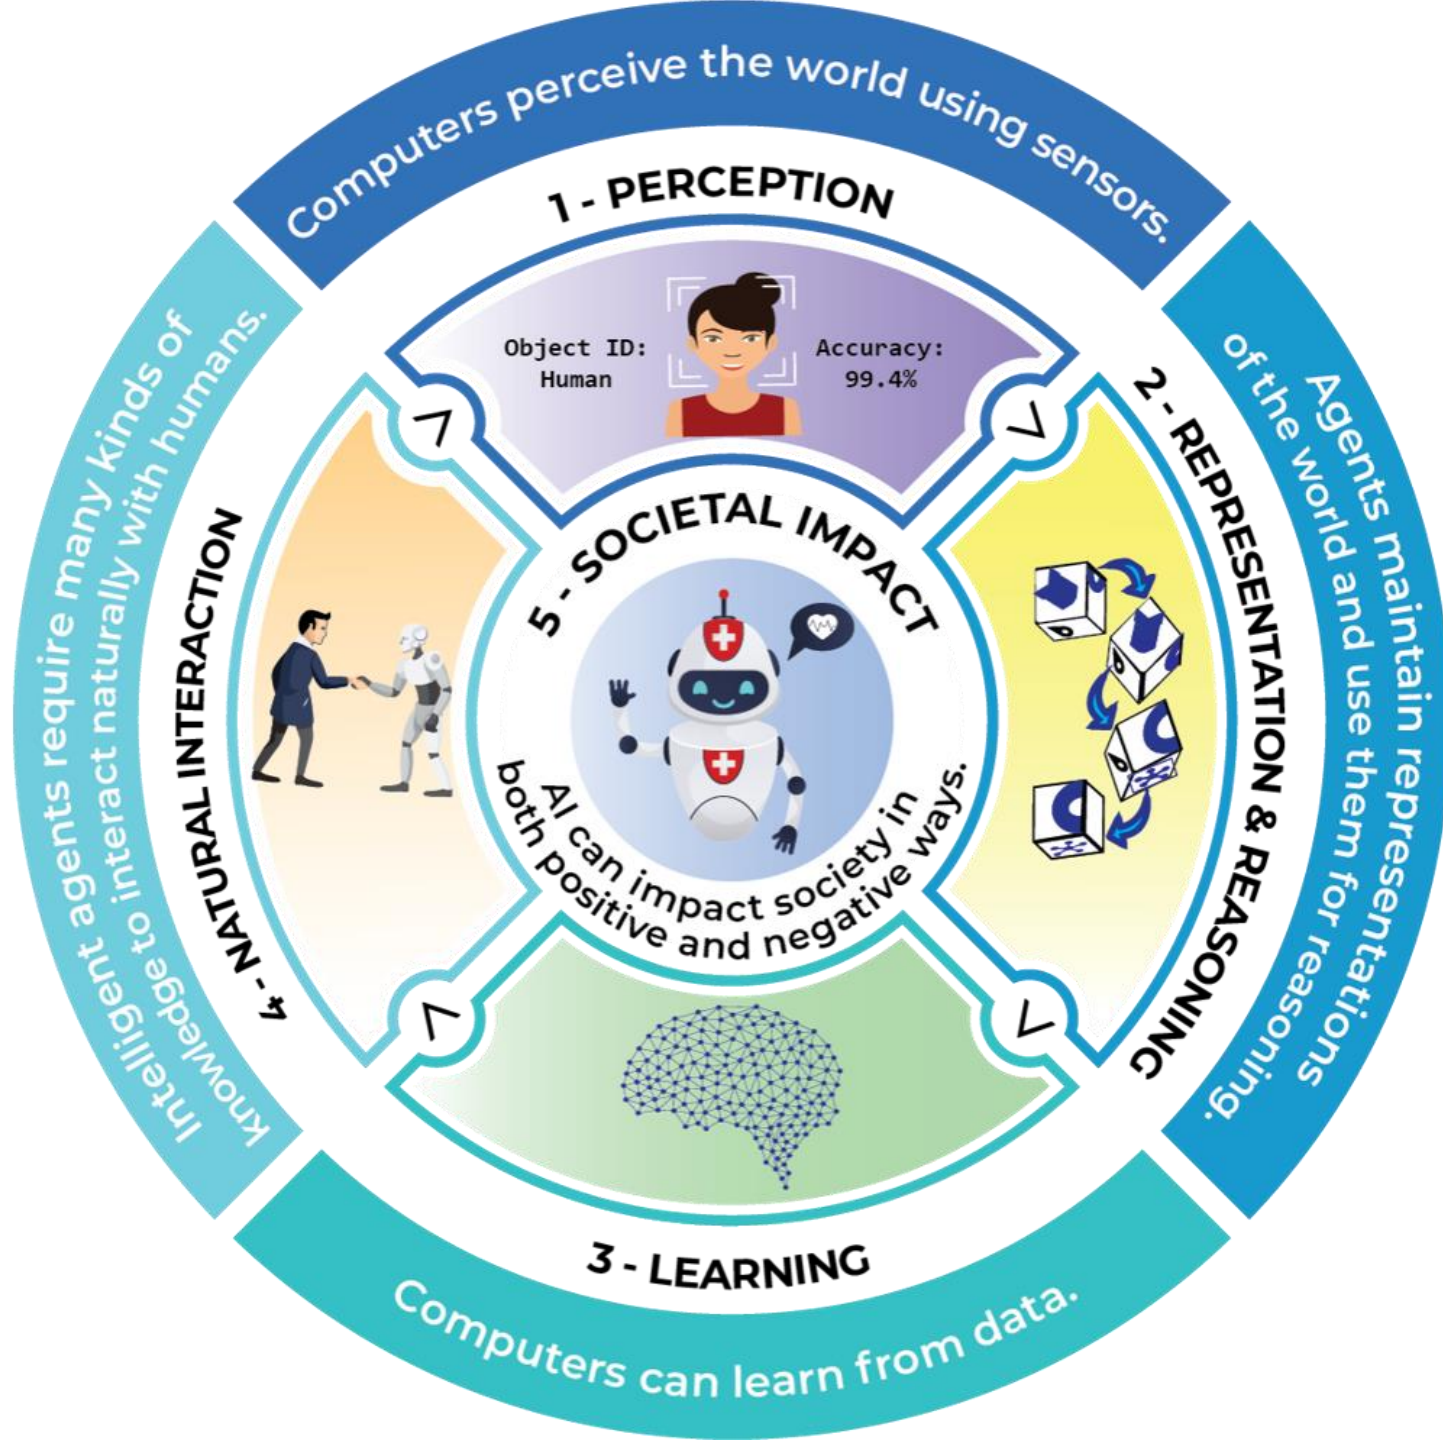 Computers perceive the world using sensors.
1 - PERCEPTION
Object ID:
Human
Accuracy:
99.4%
2 - REPRESENTATION & REASONING
Agents maintain representations
of the world and use them for reasoning.
3 - LEARNING
Computers can learn from data.
4 - NATURAL INTERACTION
Intelligent agents require many kinds of
knowledge to interact naturally with humans.
5 - SOCIETAL IMPACT
AI can impact society in
both positive and negative ways.